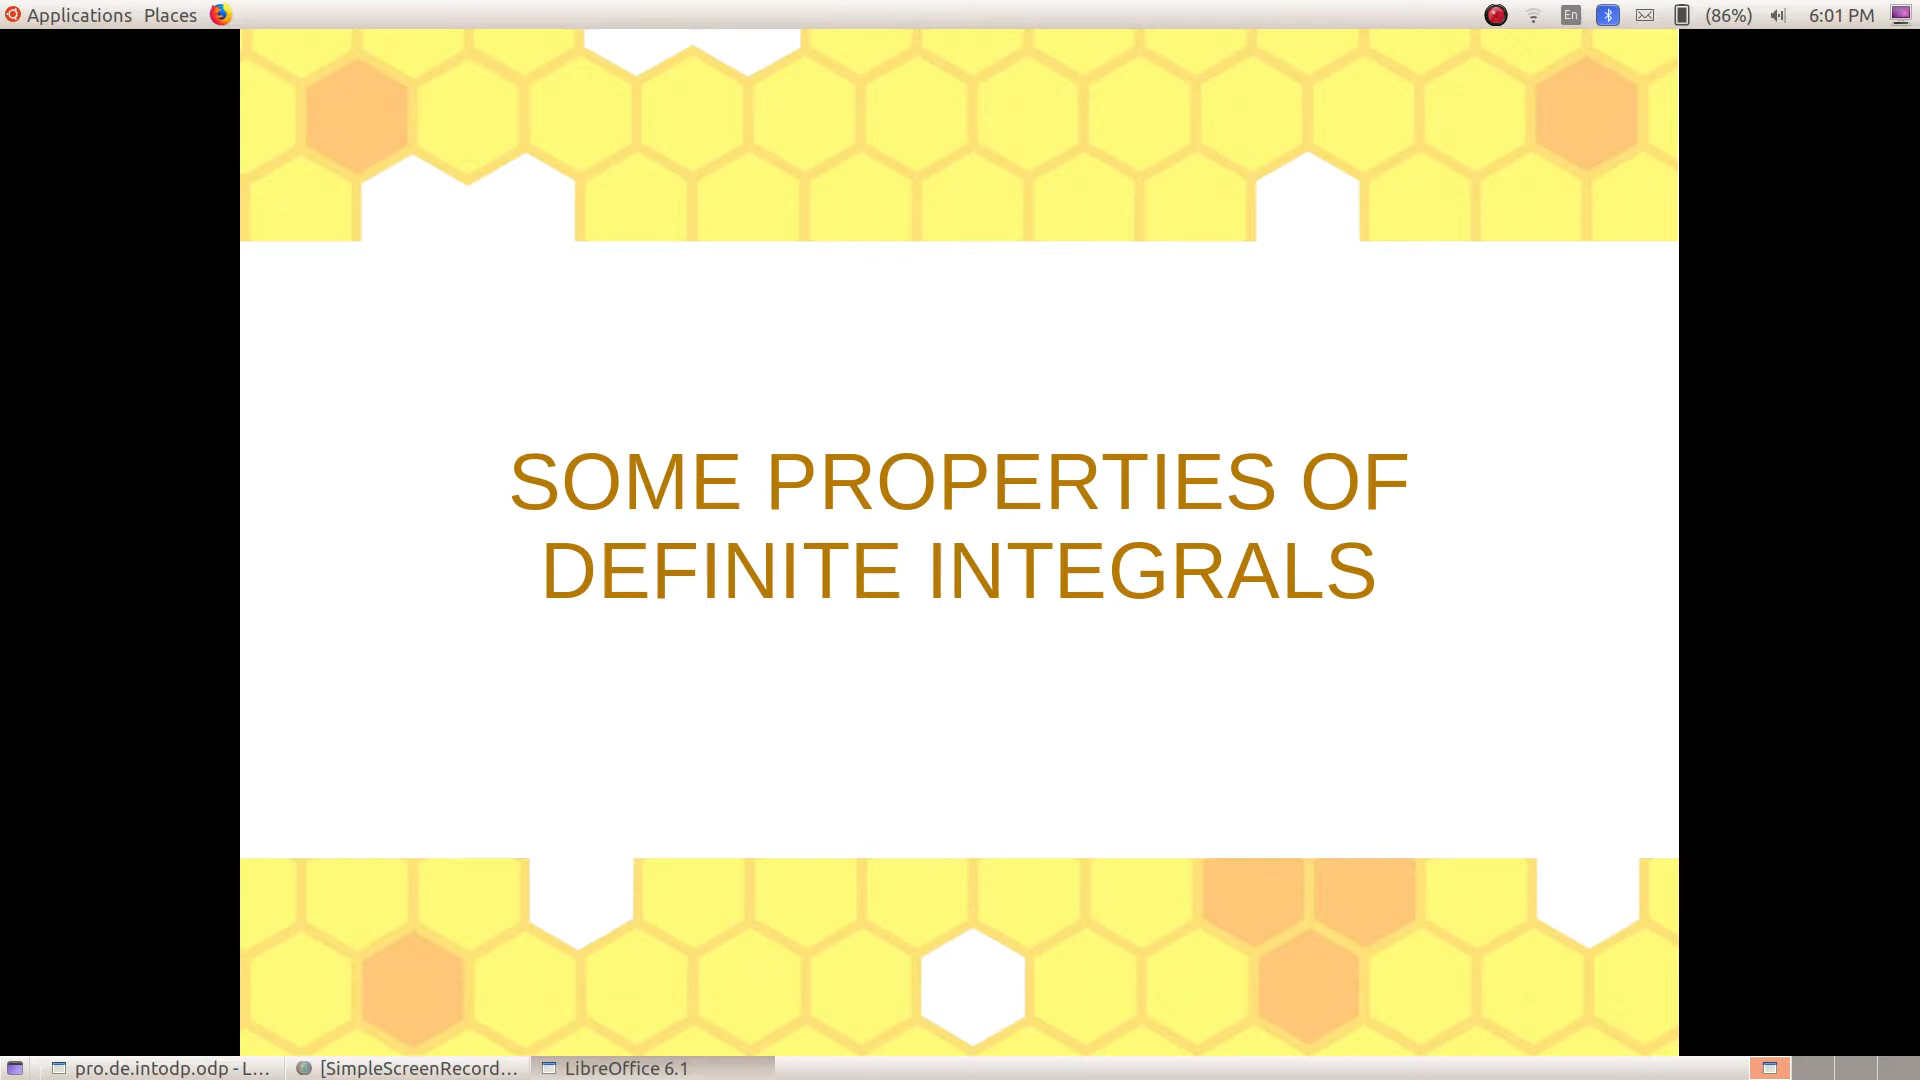 Applications Places En (86%) 6:01 PM
SOME PROPERTIES OF
DEFINITE INTEGRALS
pro.de.intodp.odp - L... [SimpleScreenRecord... LibreOffice 6.1